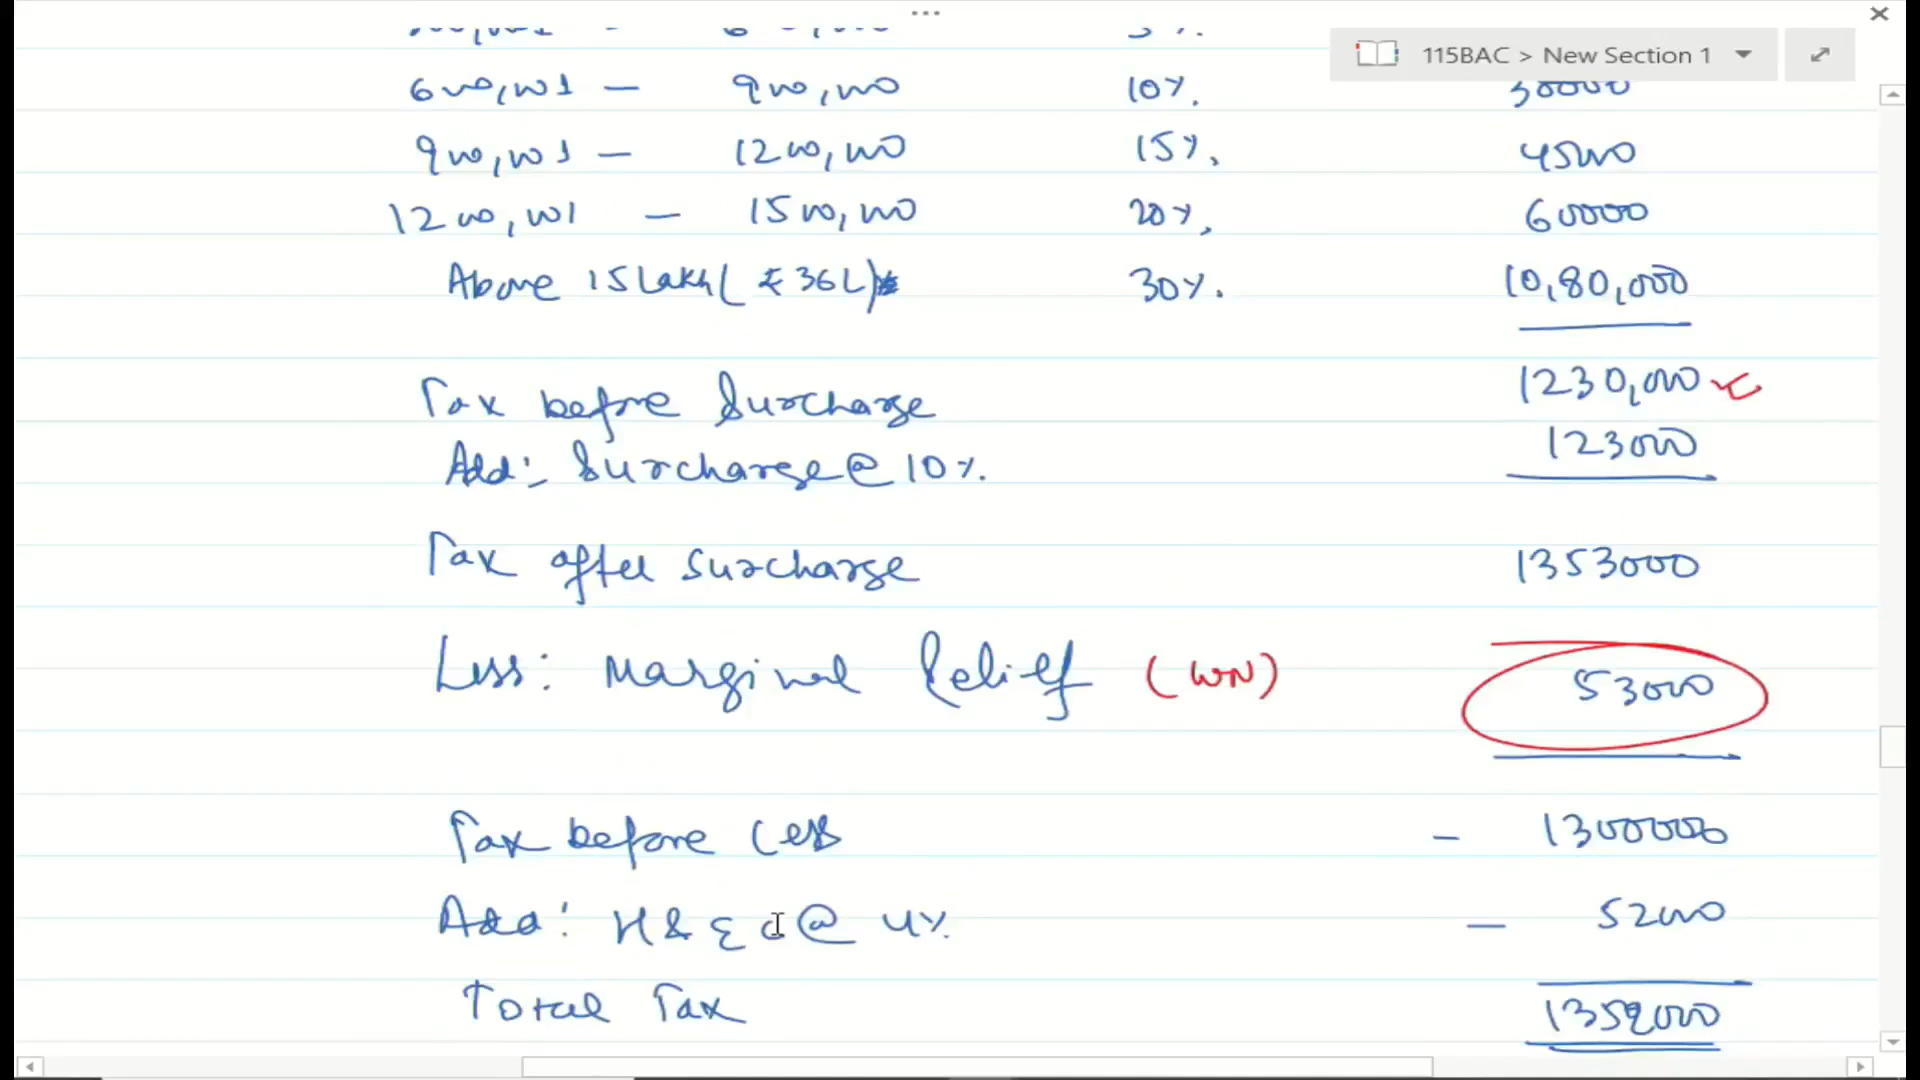 115BAC > New Section 1
5%.
600,001 – 900,000 10%. 30000
900,001 – 1200,000 15%. 45000
1200,001 – 1500,000 20%. 60000
Above 15 Lakh (₹36L) 30%. 10,80,000
Tax before Surcharge 1230,000
Add:- Surcharge @ 10%. 123000
Tax after Surcharge 1353000
Less: Marginal Relief (WN) 53000
Tax before Cess – 1300000
Add: H & E C @ 4%. – 52000
Total Tax 1352000